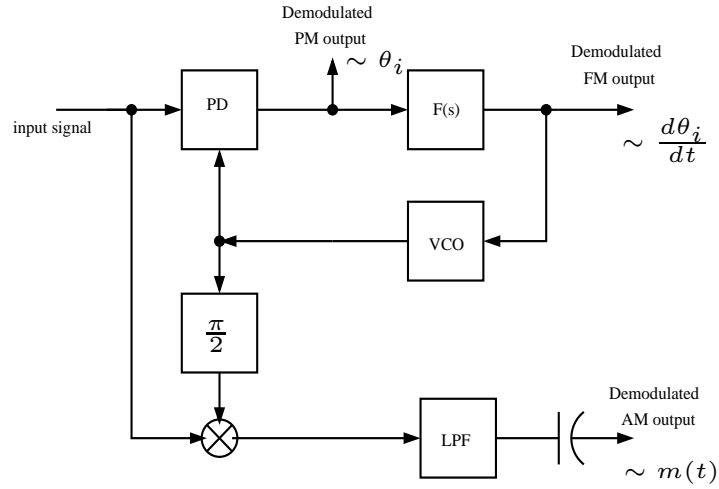 Demodulated
PM output
∼ θ_i
Demodulated
FM output
∼ dθ_i/dt
input signal
PD
F(s)
VCO
π/2
LPF
Demodulated
AM output
∼ m(t)